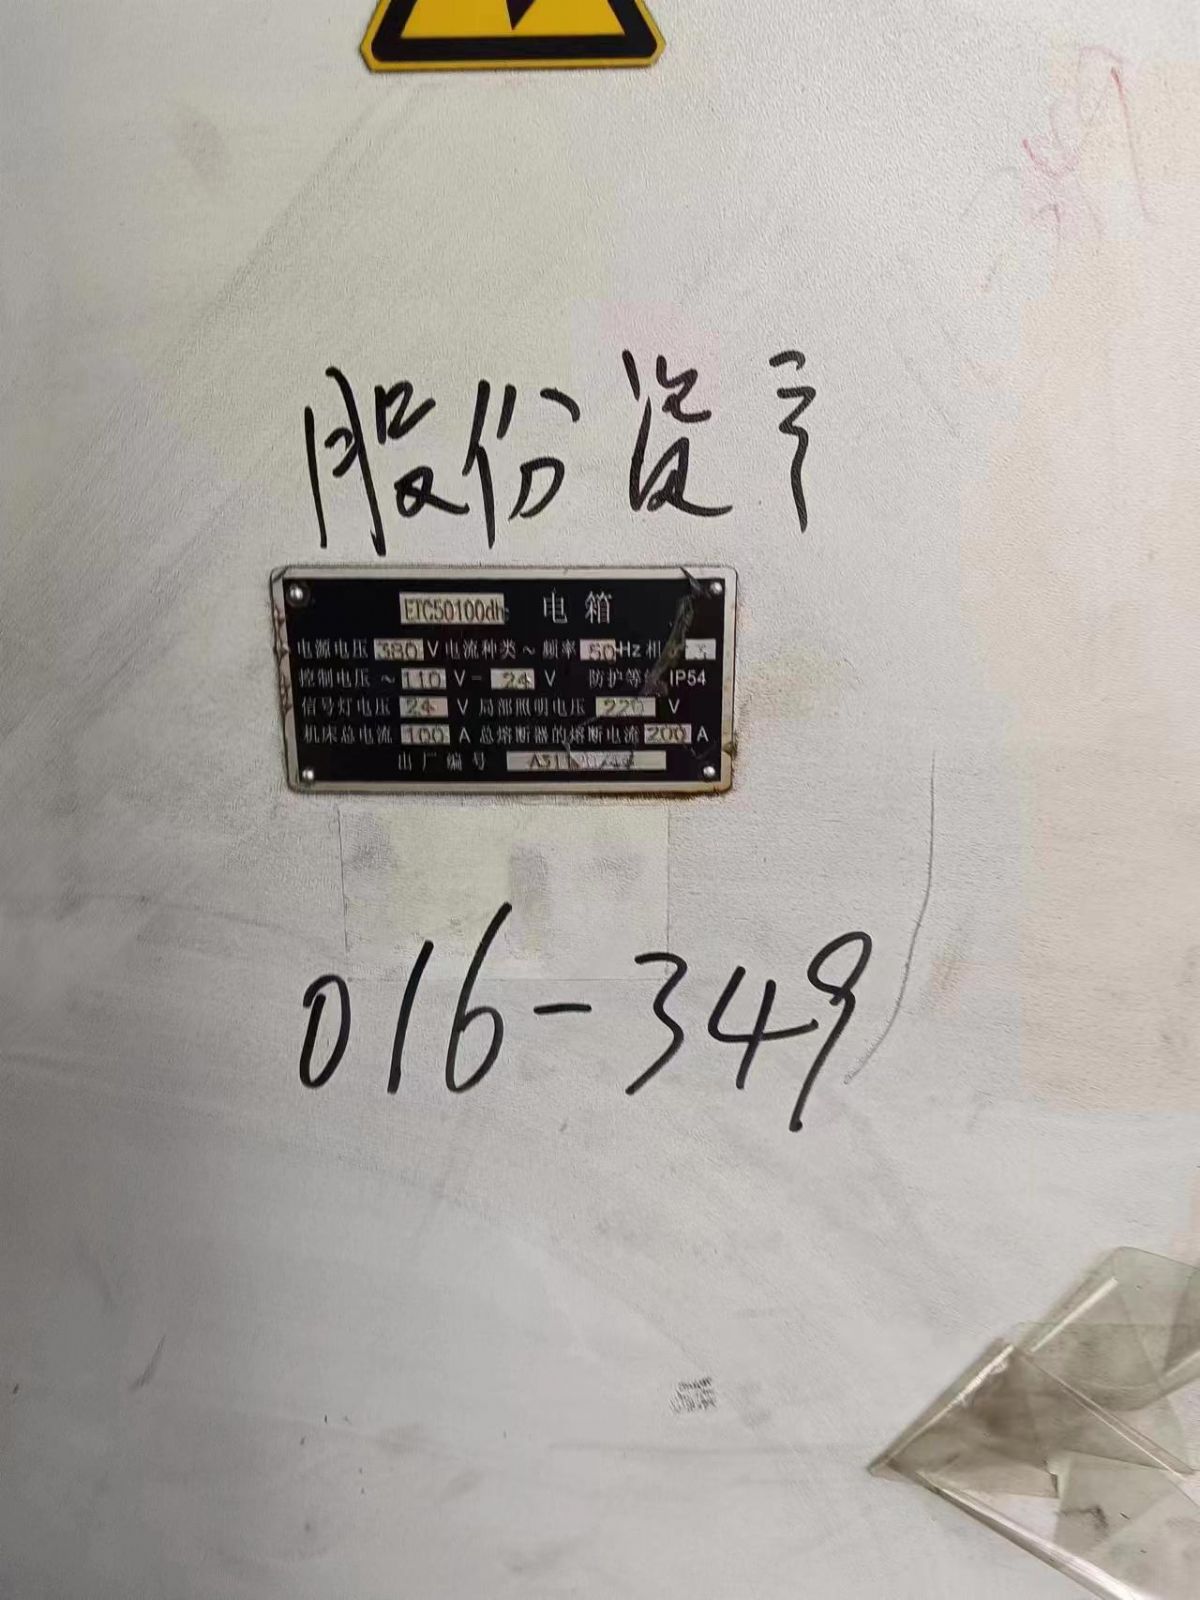 股份资产
ETC50100dh 电箱
电源电压 380 V 电流种类 ~ 频率 50 Hz 相 3
控制电压 ~ 110 V - 24 V 防护等级 IP54
信号灯电压 24 V 局部照明电压 220 V
机床总电流 100 A 总熔断器的熔断电流 200 A
出厂编号
016-349